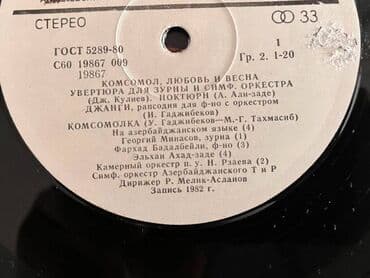 СТЕРЕО 33
ГОСТ 5289-80 1
С60 19867 009 Гр. 2. 1-20
19867
КОМСОМОЛ, ЛЮБОВЬ И ВЕСНА
УВЕРТЮРА ДЛЯ ЗУРНЫ И СИМФ. ОРКЕСТРА
(Дж. Кулиев). НОКТЮРН (А. Али-заде)
ДЖАНГИ, рапсодия для ф-но с оркестром
(И. Гаджибеков)
КОМСОМОЛКА (У. Гаджибеков—М.-Г. Тахмасиб)
На азербайджанском языке (4)
Георгий Минасов, зурна (1)
Фархад Бадалбейли, ф-но (3)
Эльхан Ахад-заде (4)
Камерный оркестр п/у Н. Рзаева (2)
Симф. оркестр Азербайджанского Т и Р
Дирижер Р. Мелик-Асланов
Запись 1982 г.